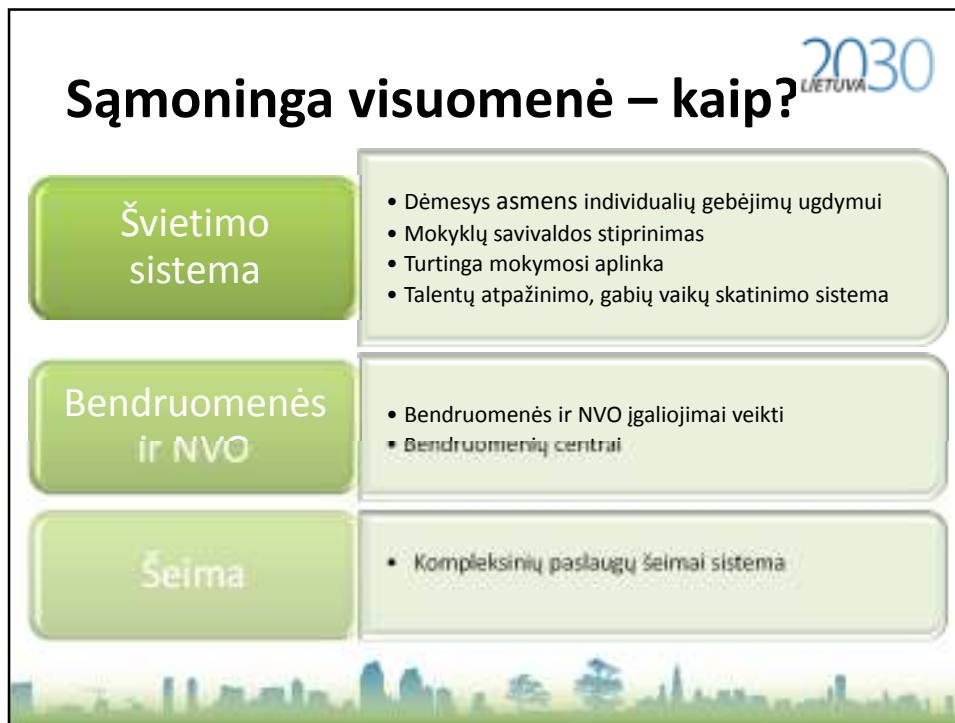 2030
LIETUVA
Sąmoninga visuomenė – kaip?
Švietimo
sistema
• Dėmesys asmens individualių gebėjimų ugdymui
• Mokyklų savivaldos stiprinimas
• Turtinga mokymosi aplinka
• Talentų atpažinimo, gabių vaikų skatinimo sistema
Bendruomenės
ir NVO
• Bendruomenės ir NVO įgaliojimai veikti
• Bendruomenių centrai
Šeima
• Kompleksinių paslaugų šeimai sistema